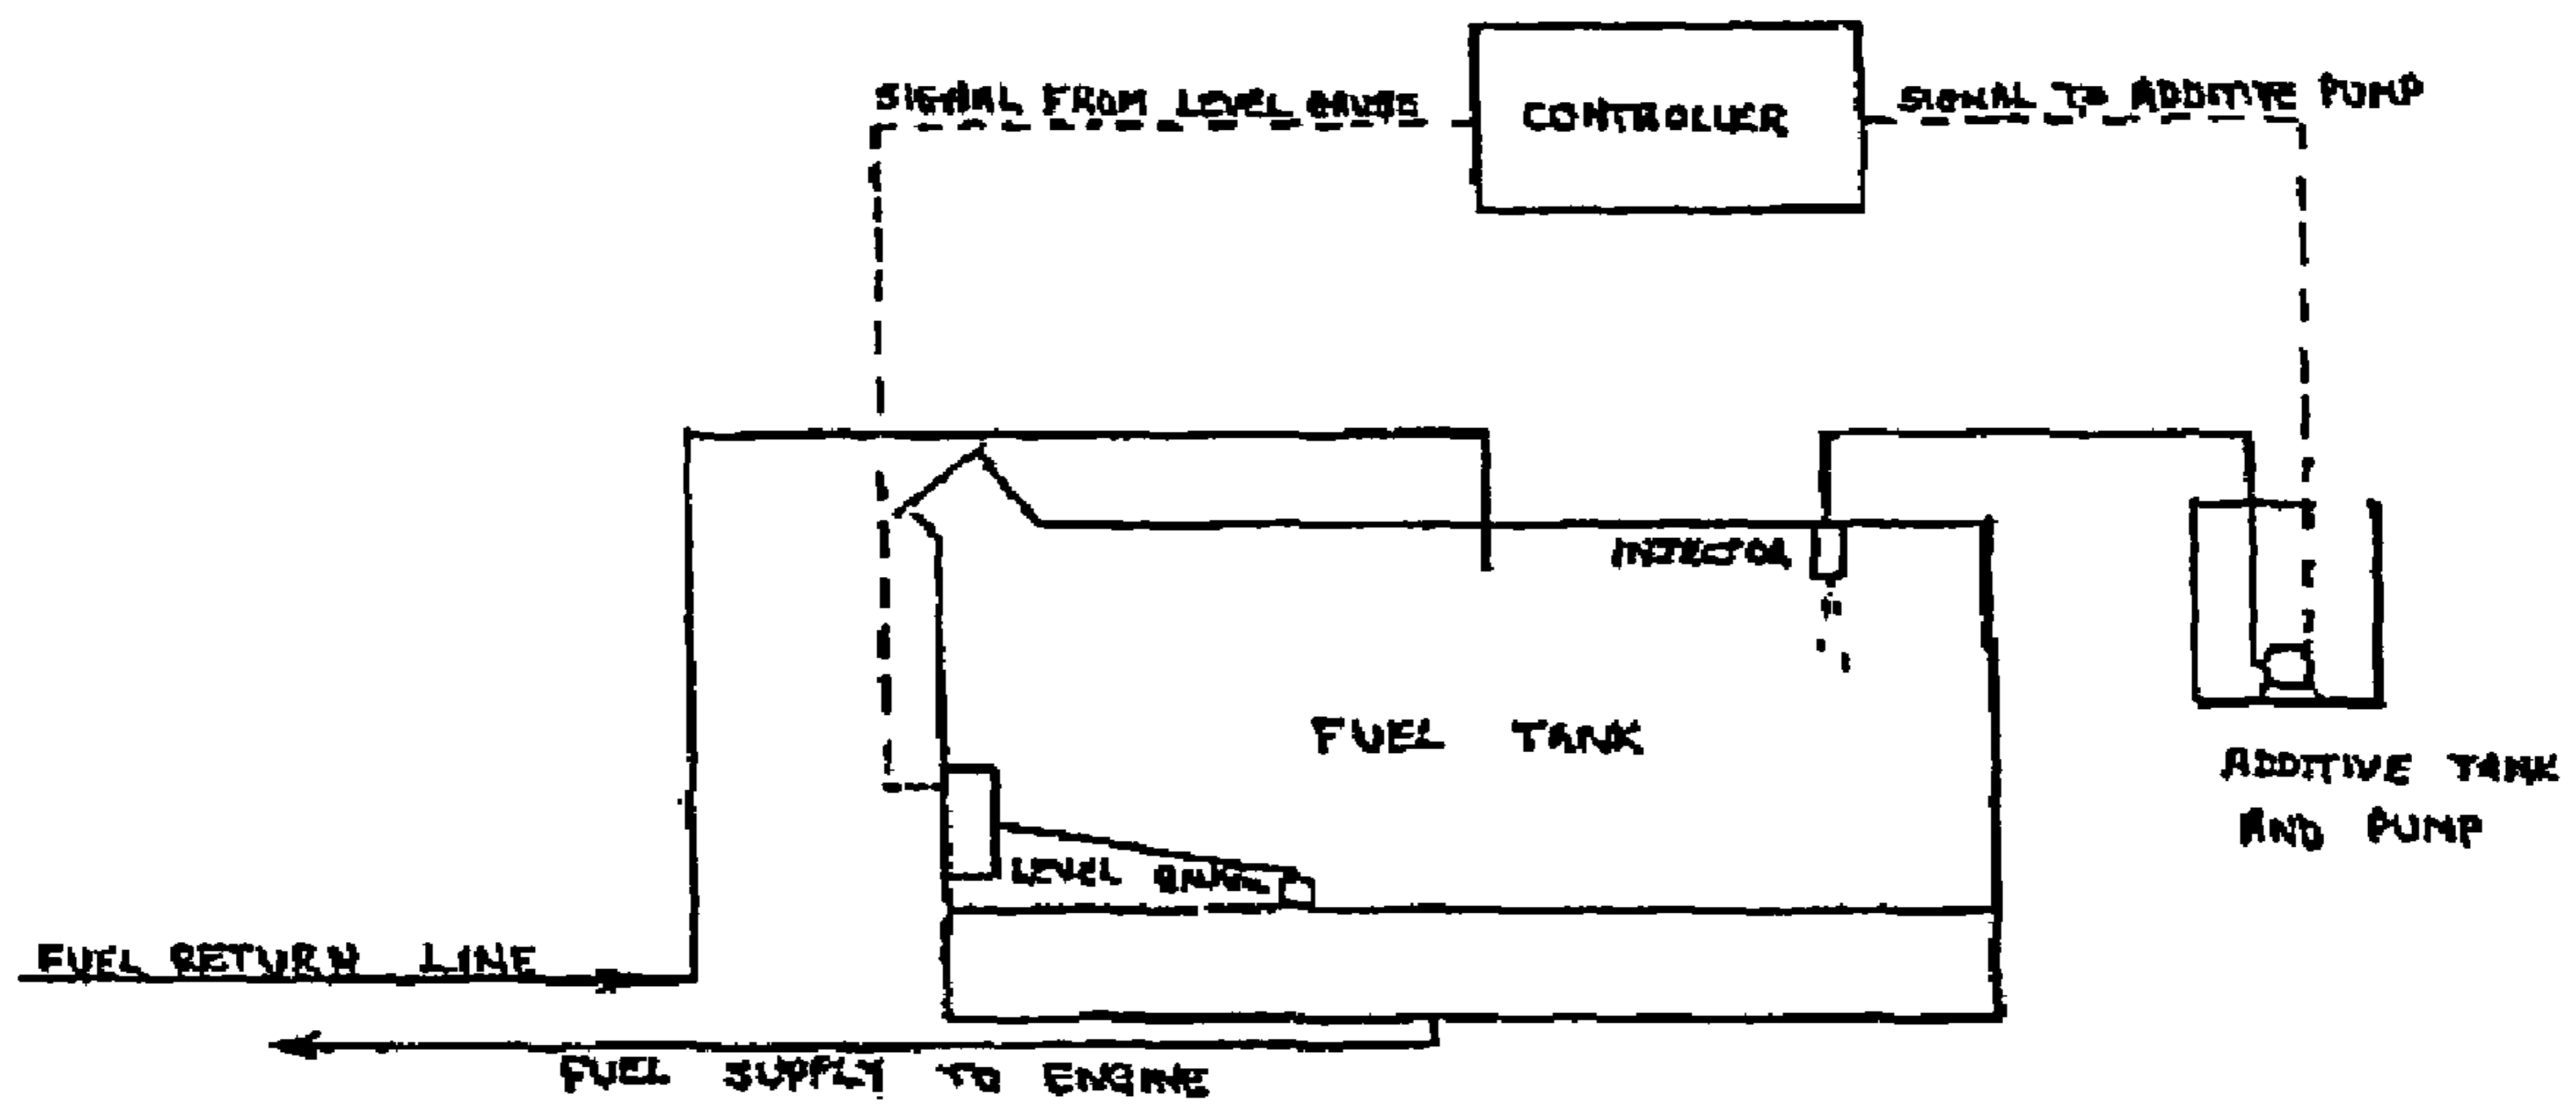 SIGNAL FROM LEVEL GAUGE
CONTROLLER
SIGNAL TO ADDITIVE PUMP
INJECTOR
FUEL TANK
ADDITIVE TANK
AND PUMP
LEVEL
FUEL RETURN LINE
FUEL SUPPLY TO ENGINE